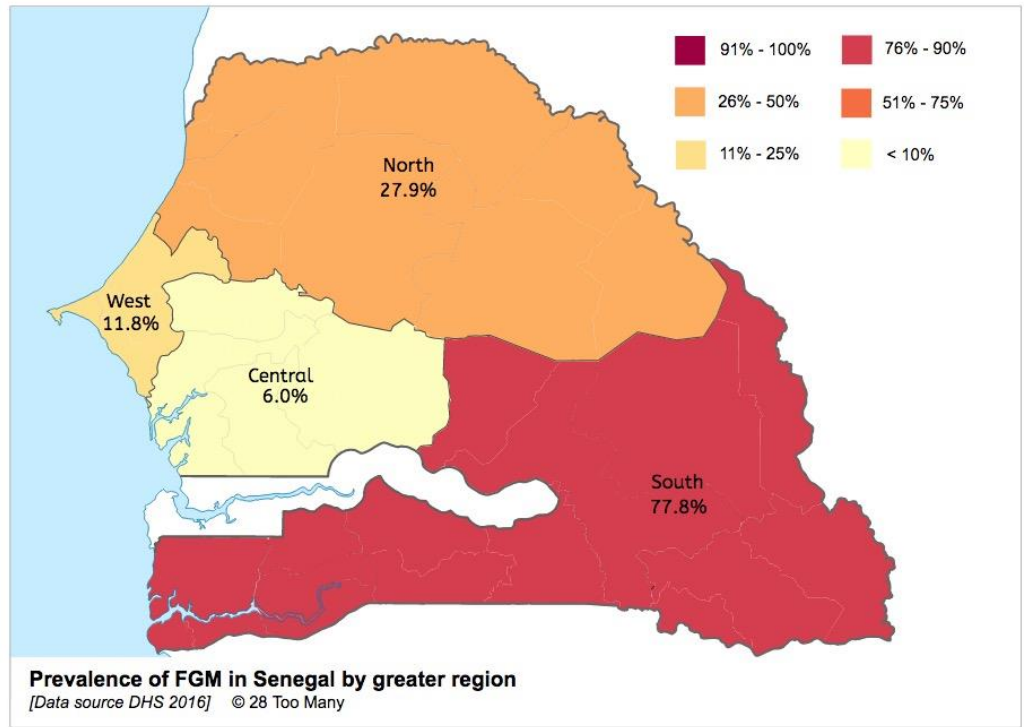 91% - 100%
76% - 90%
26% - 50%
51% - 75%
11% - 25%
< 10%
North
27.9%
West
11.8%
Central
6.0%
South
77.8%
Prevalence of FGM in Senegal by greater region
[Data source DHS 2016] © 28 Too Many